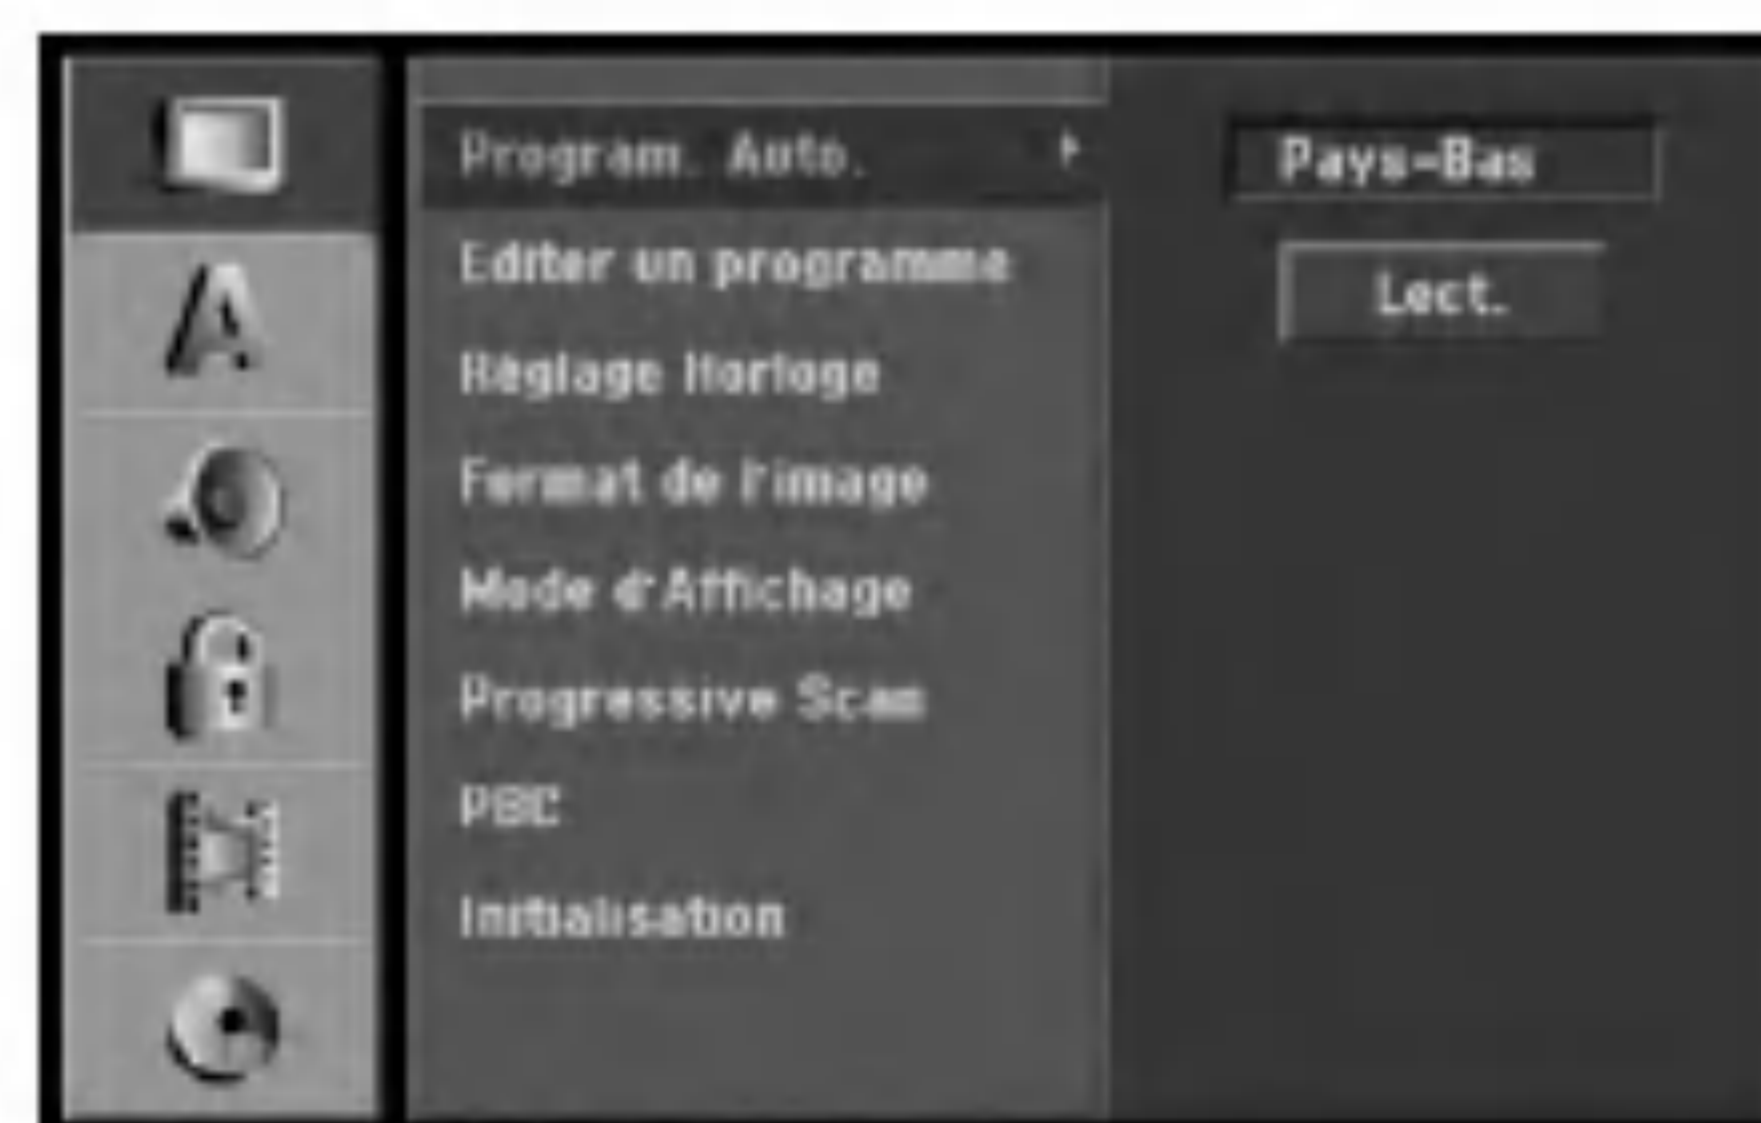 Program. Auto.
Pays-Bas
Editer un programme
Lect.
Réglage Horloge
Format de l'image
Mode d'Affichage
Progressive Scan
PBC
Initialisation